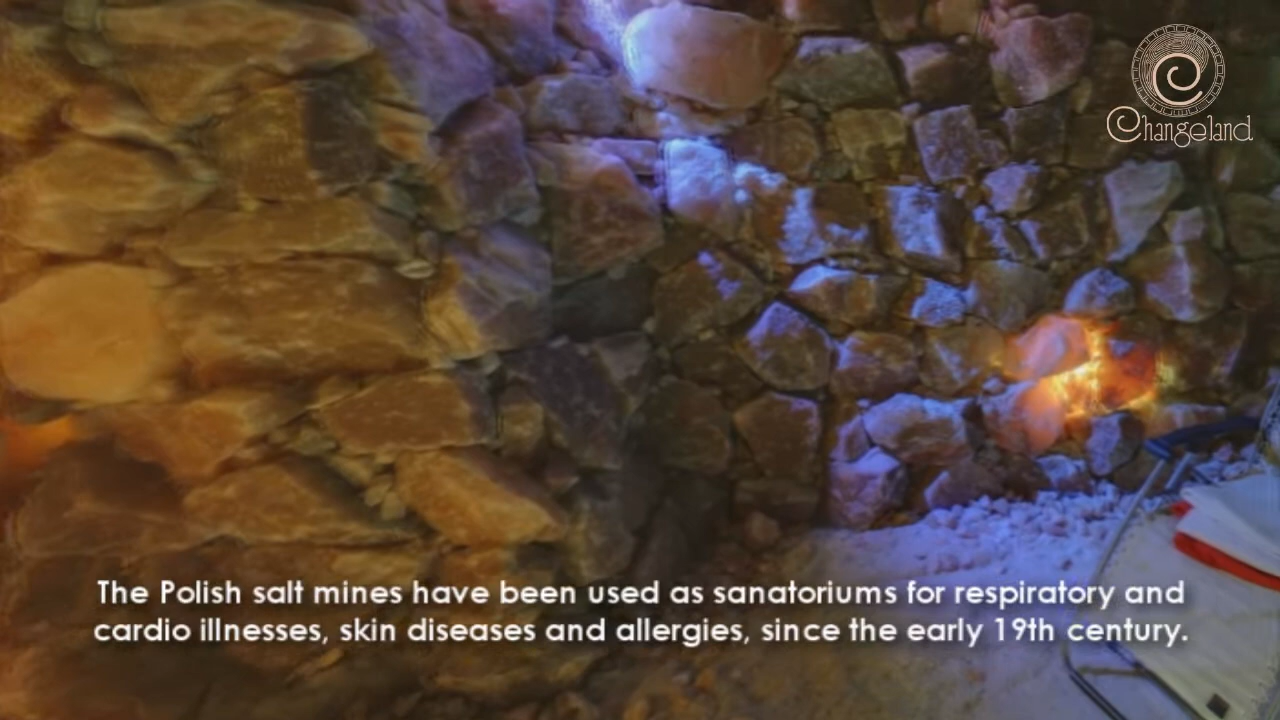 Changeland
The Polish salt mines have been used as sanatoriums for respiratory and
cardio illnesses, skin diseases and allergies, since the early 19th century.